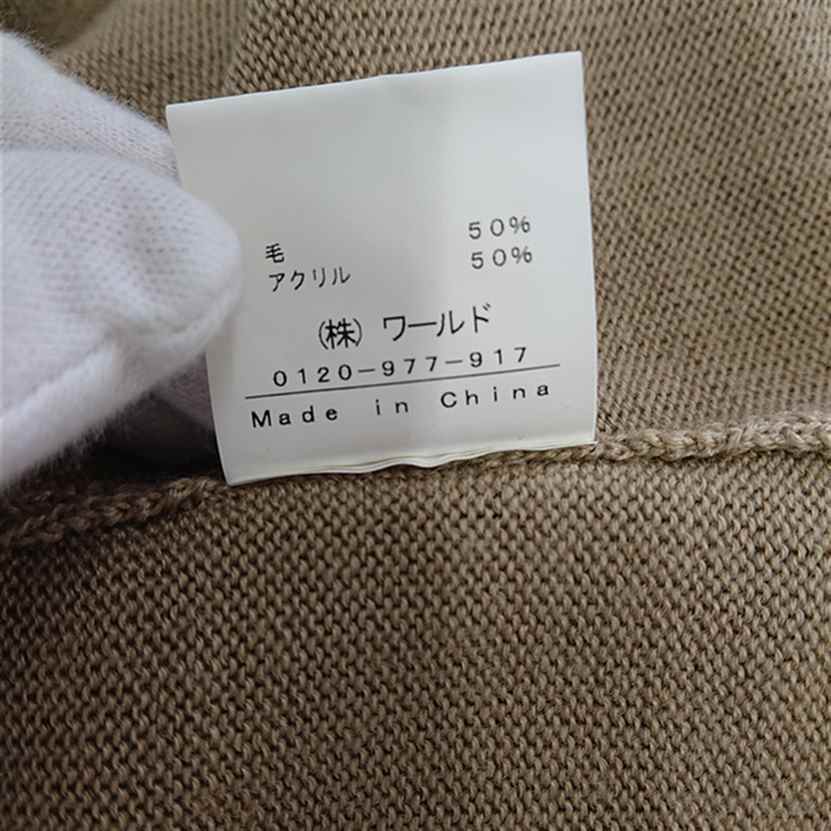 毛 50%
アクリル 50%
(株) ワールド
0120-977-917
Made in China